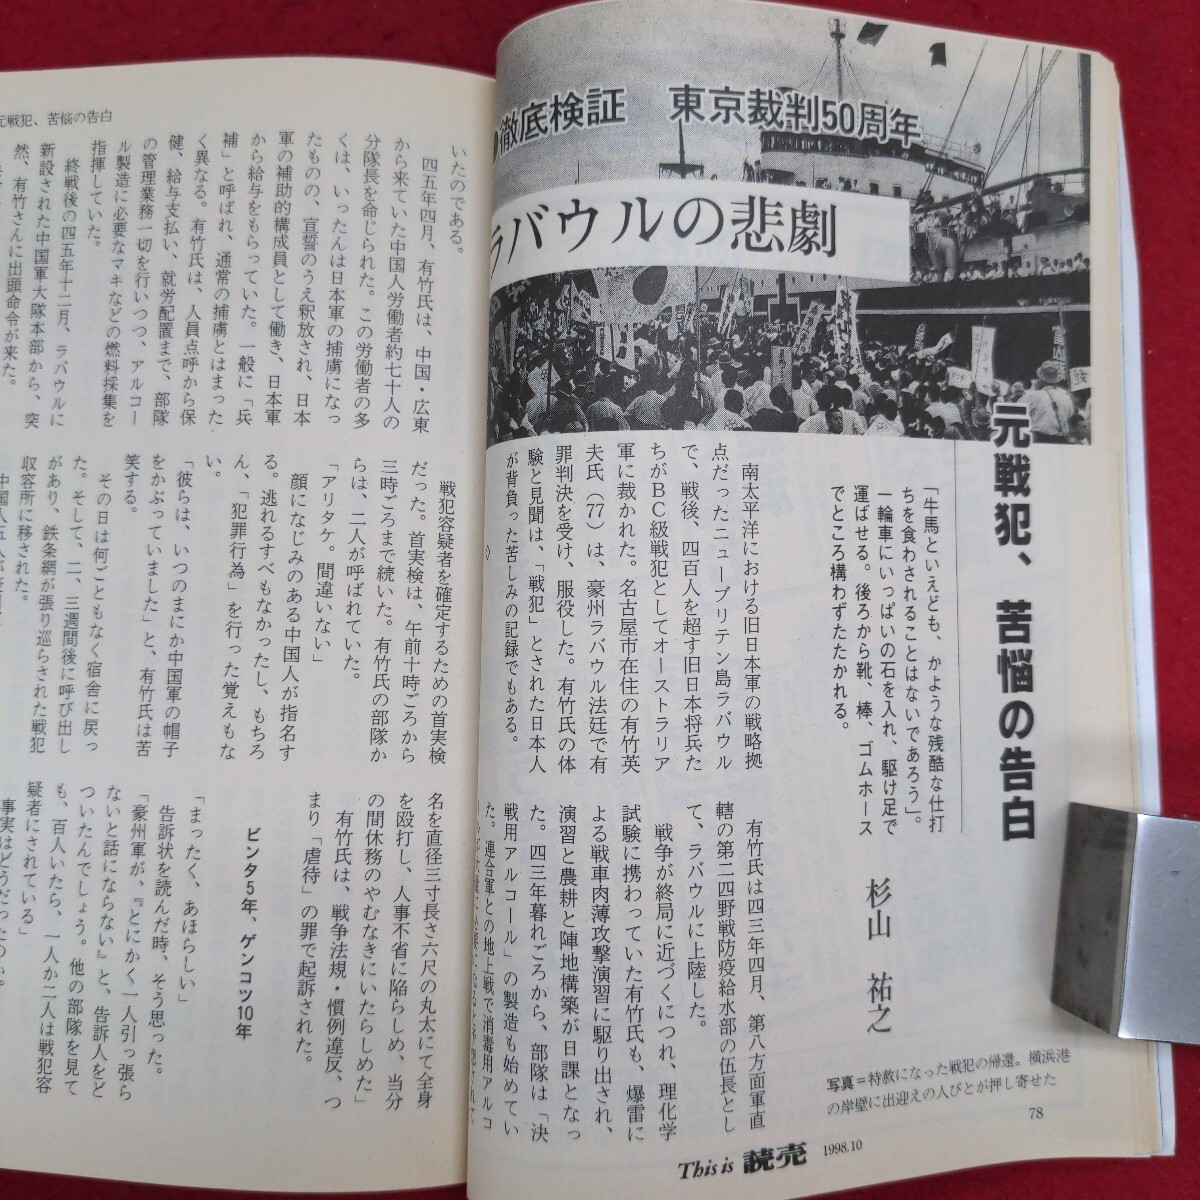 徹底検証　東京裁判50周年
ラバウルの悲劇
元戦犯、苦悩の告白
杉山　祐之
「牛馬といえども、かような残酷な仕打
ちを食わされることはないであろう」。
一輪車にいっぱいの石を入れ、駆け足で
運ばせる。後ろから靴、棒、ゴムホース
でところ構わずたたかれる。
南太平洋における旧日本軍の戦略拠
点だったニューブリテン島ラバウル
で、戦後、四百人を超す旧日本将兵た
ちがＢＣ級戦犯としてオーストラリア
軍に裁かれた。名古屋市在住の有竹英
夫氏（77）は、豪州ラバウル法廷で有
罪判決を受け、服役した。有竹氏の体
験と見聞は、「戦犯」とされた日本人
が背負った苦しみの記録でもある。
◇
有竹氏は四三年四月、第八方面軍直
轄の第二四野戦防疫給水部の伍長とし
て、ラバウルに上陸した。
戦争が終局に近づくにつれ、理化学
試験に携わっていた有竹氏も、爆雷に
よる戦車肉薄攻撃演習に駆り出され、
演習と農耕と陣地構築が日課となっ
た。四三年暮れごろから、部隊は「決
戦用アルコール」の製造も始めてい
た。連合軍との地上戦で消毒用アルコ
写真＝特赦になった戦犯の帰還。横浜港
の岸壁に出迎えの人びとが押し寄せた
78
This is 読売 1998.10
元戦犯、苦悩の告白
いたのである。
四五年四月、有竹氏は、中国・広東
から来ていた中国人労働者約七十人の
分隊長を命じられた。この労働者の多
くは、いったんは日本軍の捕虜になっ
たものの、宣誓のうえ釈放され、日本
軍の補助的構成員として働き、日本軍
から給与をもらっていた。一般に「兵
補」と呼ばれ、通常の捕虜とはまった
く異なる。有竹氏は、人員点呼から保
健、給与支払い、就労配置まで、部隊
の管理業務一切を行いつつ、アルコー
ル製造に必要なマキなどの燃料採集を
指揮していた。
終戦後の四五年十二月、ラバウルに
新設された中国軍大隊本部から、突
然、有竹さんに出頭命令が来た。
戦犯容疑者を確定するための首実検
だった。首実検は、午前十時ごろから
三時ごろまで続いた。有竹氏の部隊か
らは、二人が呼ばれていた。
「アリタケ。間違いない」
顔になじみのある中国人が指名す
る。逃れるすべもなかったし、もちろ
ん、「犯罪行為」を行った覚えもな
い。
「彼らは、いつのまにか中国軍の帽子
をかぶっていました」と、有竹氏は苦
笑する。
その日は何ごともなく宿舎に戻っ
た。そして、二、三週間後に呼び出し
があり、鉄条網が張り巡らされた戦犯
収容所に移された。
名を直径三寸長さ六尺の丸太にて全身
を殴打し、人事不省に陥らしめ、当分
の間休務のやむなきにいたらしめた」
有竹氏は、戦争法規・慣例違反、つ
まり「虐待」の罪で起訴された。
ビンタ5年、ゲンコツ10年
「まったく、あほらしい」
告訴状を読んだ時、そう思った。
「豪州軍が、『とにかく一人引っ張ら
ないと話にならない』と、告訴人をど
ついたんでしょう。他の部隊を見て
も、百人いたら、一人か二人は戦犯容
疑者にされている」